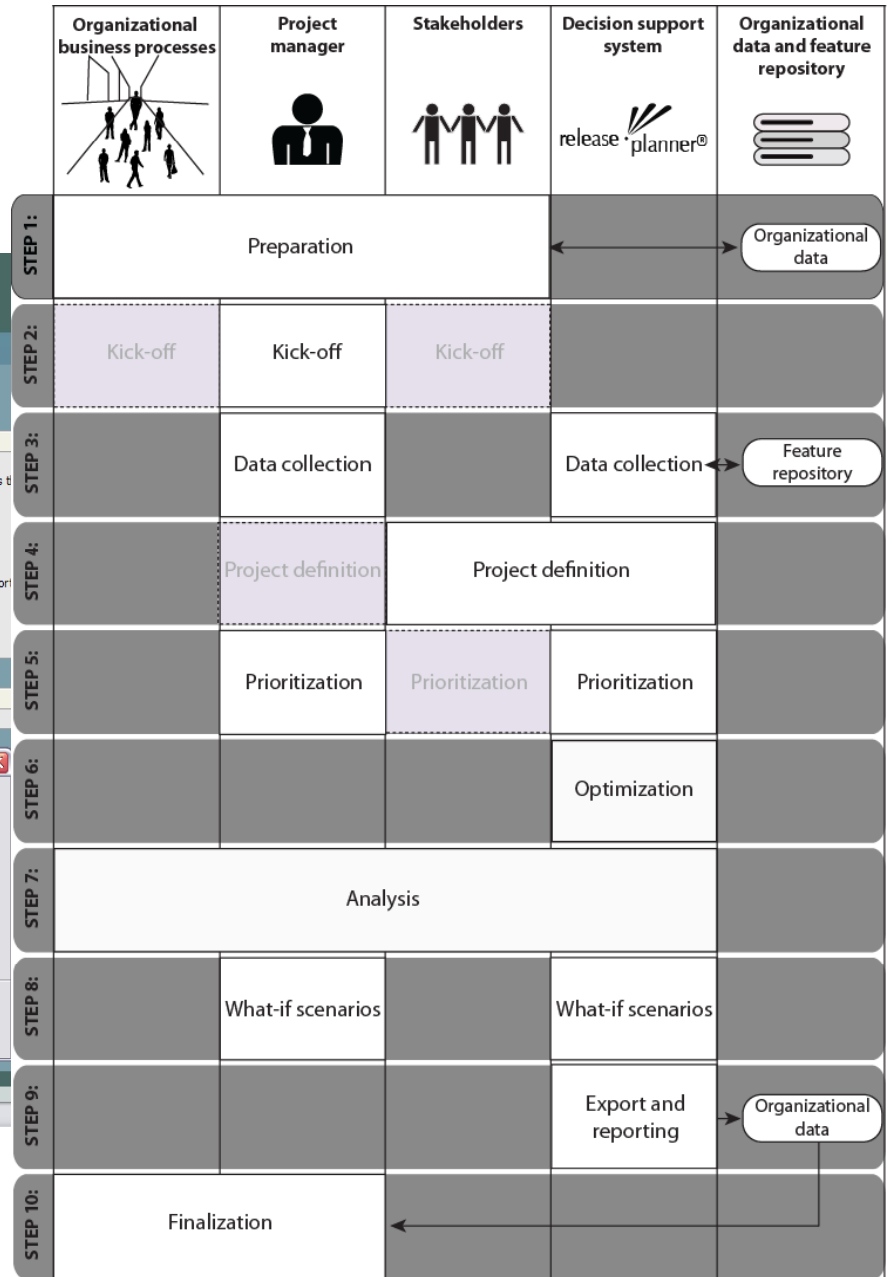 Organizational
business processes
Project
manager
Stakeholders
Decision support
system
Organizational
data and feature
repository
release planner®
STEP 1:
Preparation
Organizational
data
STEP 2:
Kick-off
Kick-off
Kick-off
STEP 3:
Data collection
Data collection
Feature
repository
STEP 4:
Project definition
Project definition
STEP 5:
Prioritization
Prioritization
Prioritization
STEP 6:
Optimization
STEP 7:
Analysis
STEP 8:
What-if scenarios
What-if scenarios
STEP 9:
Export and
reporting
Organizational
data
STEP 10:
Finalization